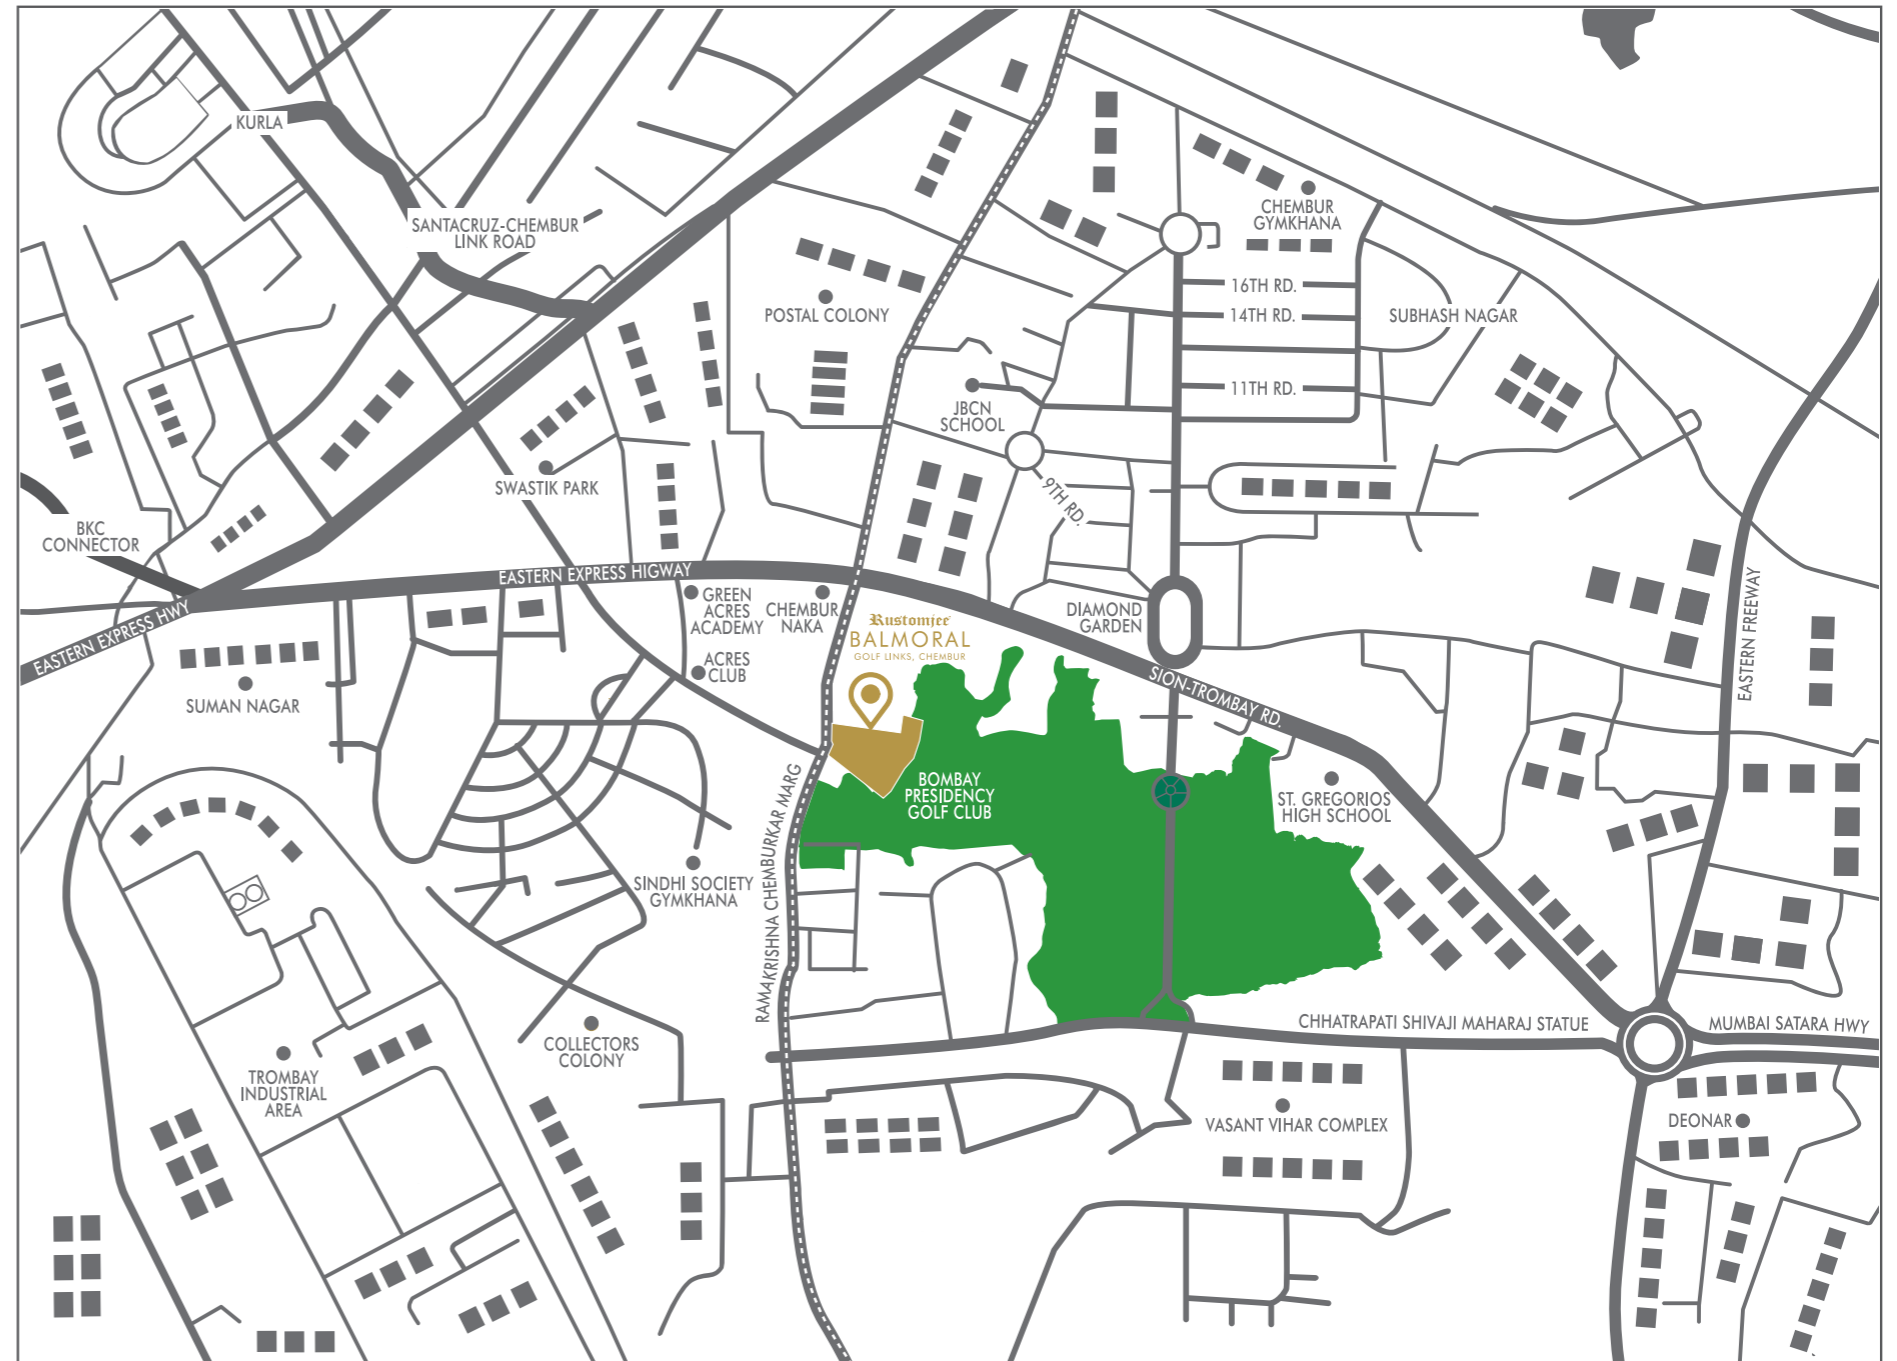 KURLA
SANTACRUZ-CHEMBUR
LINK ROAD
CHEMBUR
GYMKHANA
16TH RD.
14TH RD.
11TH RD.
SUBHASH NAGAR
POSTAL COLONY
JBCN
SCHOOL
9TH RD.
SWASTIK PARK
BKC
CONNECTOR
EASTERN EXPRESS HIGWAY
EASTERN EXPRESS HWY
GREEN
ACRES
ACADEMY
CHEMBUR
NAKA
ACRES
CLUB
Rustomjee
BALMORAL
GOLF LINKS, CHEMBUR
DIAMOND
GARDEN
SION-TROMBAY RD.
EASTERN FREEWAY
SUMAN NAGAR
BOMBAY
PRESIDENCY
GOLF CLUB
ST. GREGORIOS
HIGH SCHOOL
RAMAKRISHNA CHEMBURKAR MARG
SINDHI SOCIETY
GYMKHANA
COLLECTORS
COLONY
TROMBAY
INDUSTRIAL
AREA
CHHATRAPATI SHIVAJI MAHARAJ STATUE
MUMBAI SATARA HWY
VASANT VIHAR COMPLEX
DEONAR